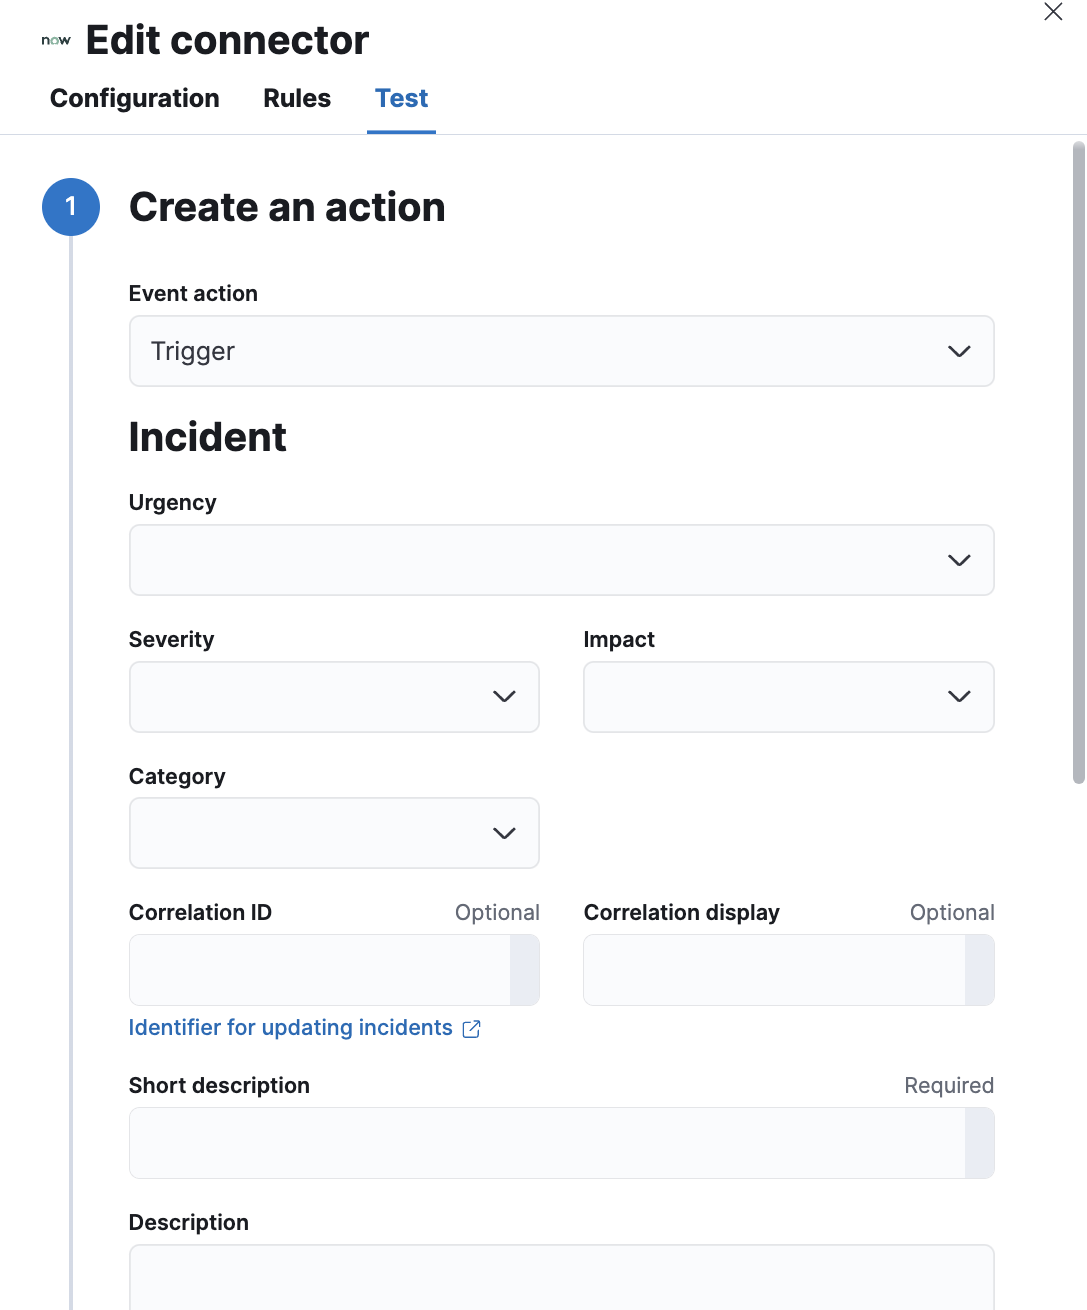 now Edit connector
Configuration Rules Test
1 Create an action
Event action
Trigger
Incident
Urgency
Severity Impact
Category
Correlation ID Optional Correlation display Optional
Identifier for updating incidents
Short description Required
Description